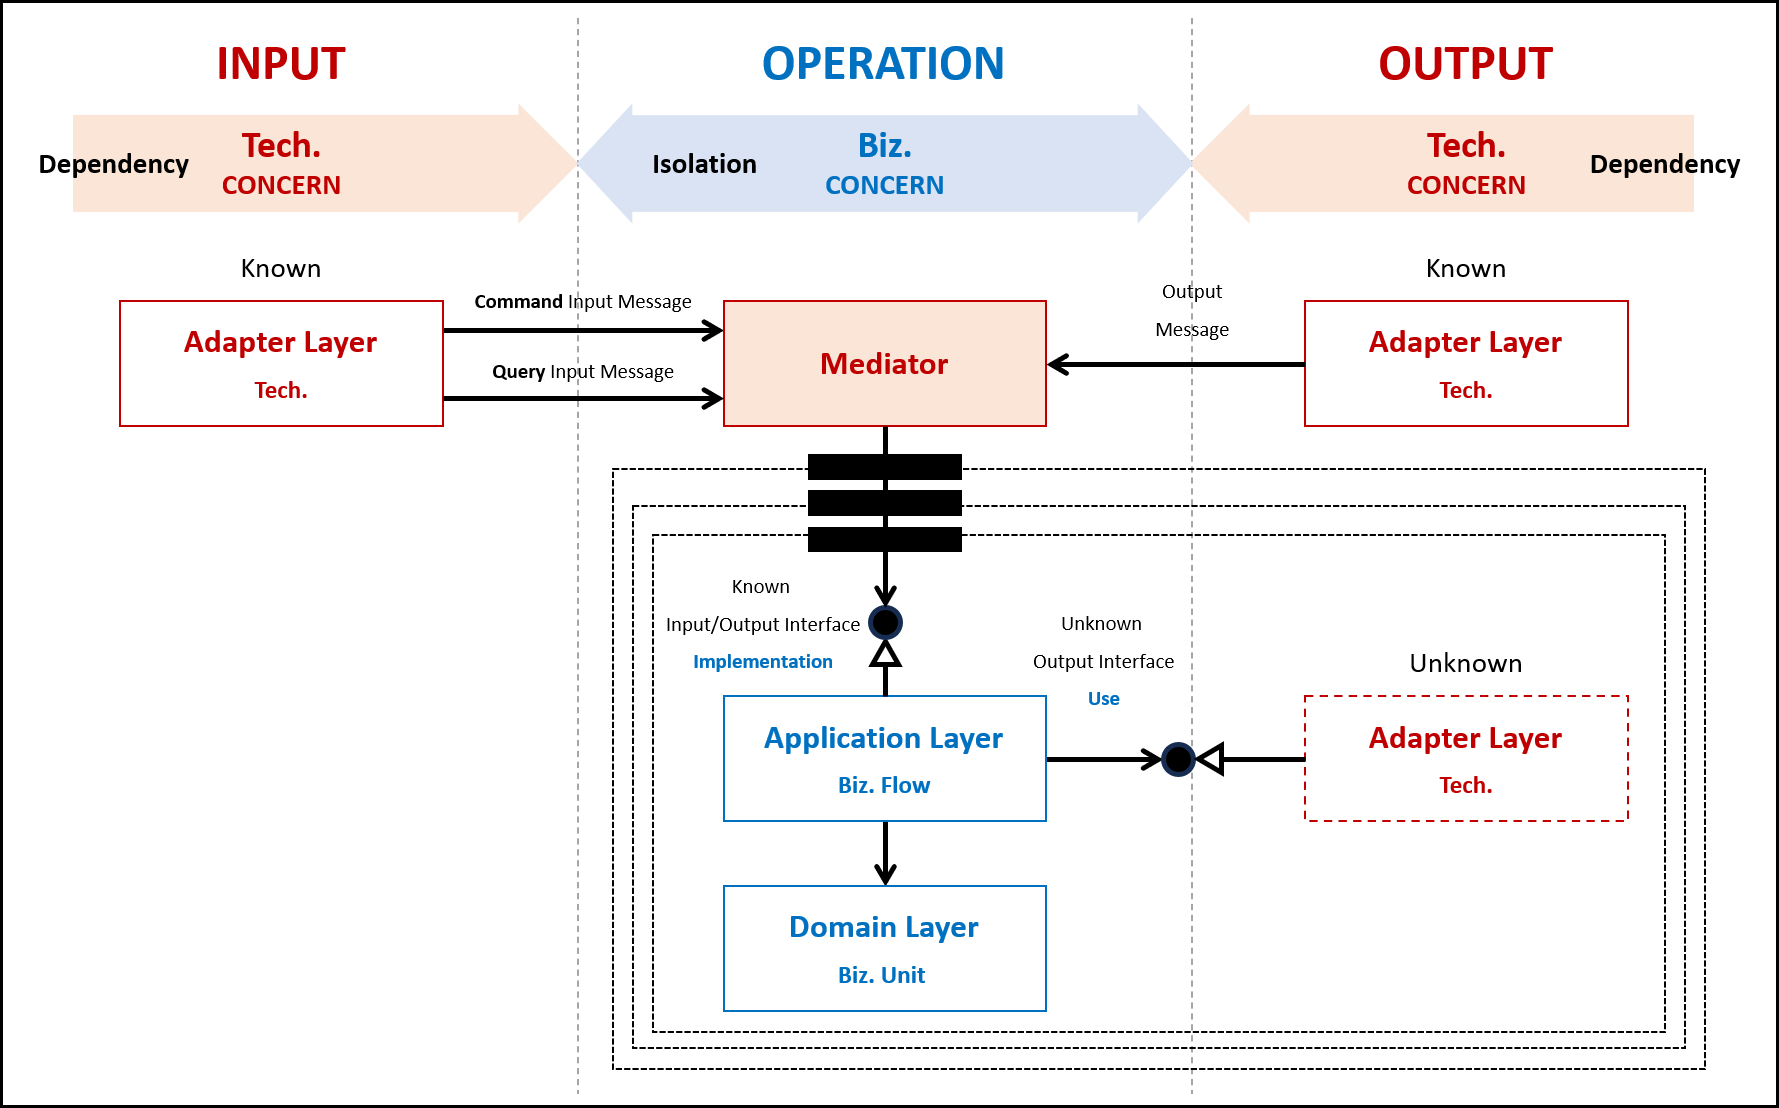 INPUT
OPERATION
OUTPUT
Dependency
Tech.
CONCERN
Isolation
Biz.
CONCERN
Tech.
CONCERN
Dependency
Known
Adapter Layer
Tech.
Command Input Message
Query Input Message
Mediator
Output
Message
Known
Adapter Layer
Tech.
Known
Input/Output Interface
Implementation
Unknown
Output Interface
Use
Unknown
Application Layer
Biz. Flow
Adapter Layer
Tech.
Domain Layer
Biz. Unit